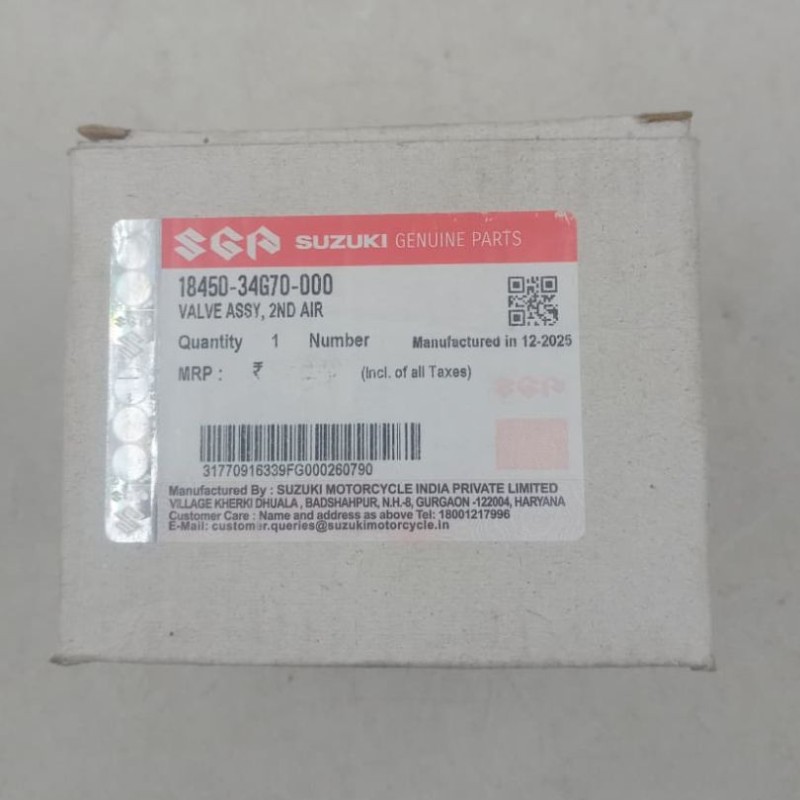 SGP SUZUKI GENUINE PARTS
18450-34G70-000
VALVE ASSY, 2ND AIR
Quantity 1 Number Manufactured in 12-2025
MRP : ₹ (Incl. of all Taxes)
SGP
31770916339FG000260790
Manufactured By : SUZUKI MOTORCYCLE INDIA PRIVATE LIMITED
VILLAGE KHERKI DHUALA , BADSHAHPUR, N.H.-8, GURGAON -122004, HARYANA
Customer Care : Name and address as above Tel: 18001217996
E-Mail: customer.queries@suzukimotorcycle.in